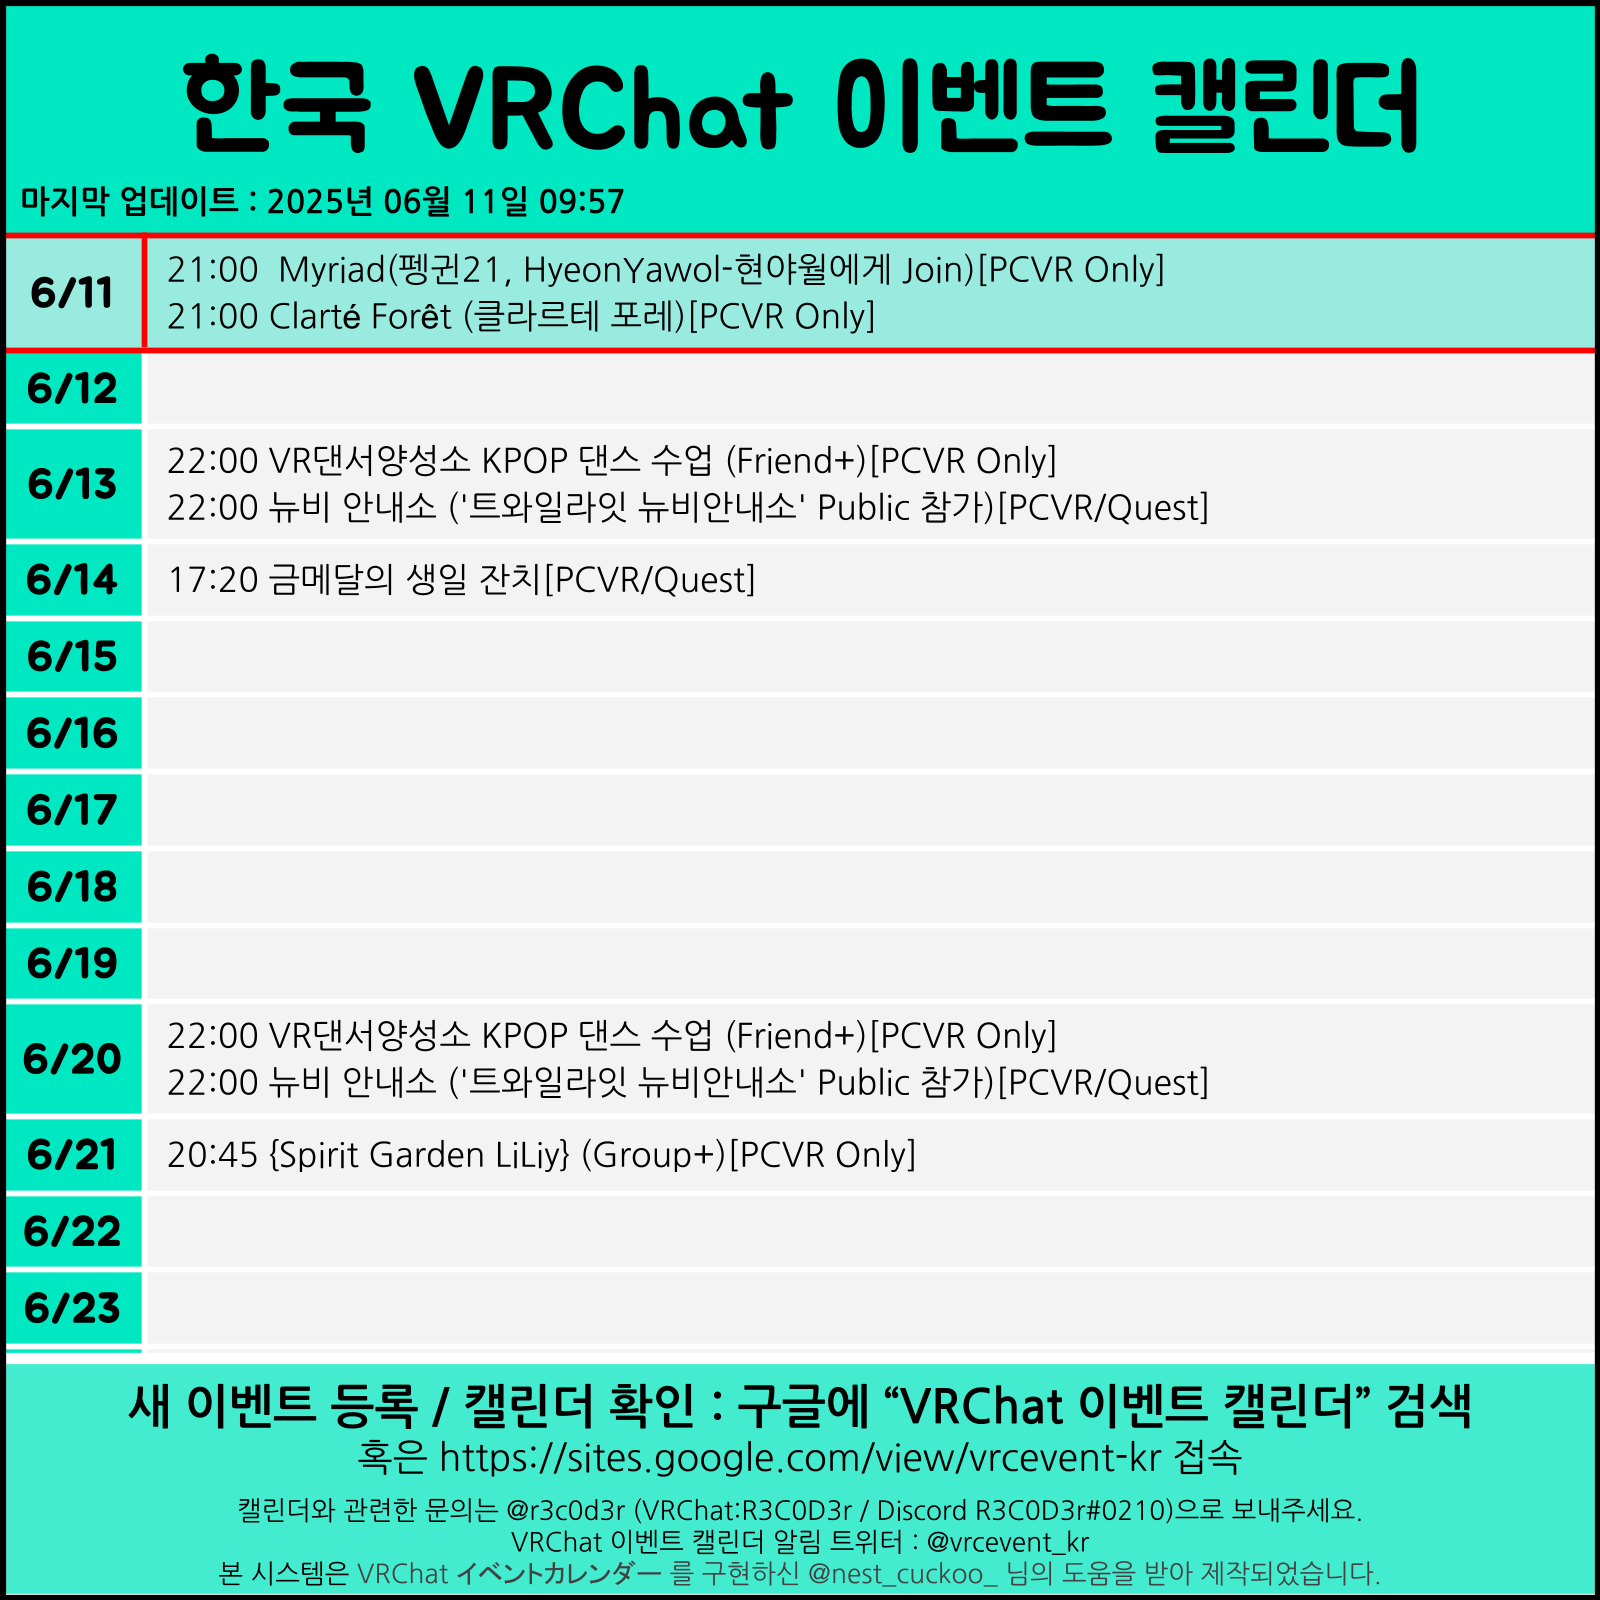 한국 VRChat 이벤트 캘린더
마지막 업데이트 : 2025년 06월 11일 09:57
6/11
21:00  Myriad(펭귄21, HyeonYawol-현야월에게 Join)[PCVR Only]
21:00 Clarté Forêt (클라르테 포레)[PCVR Only]
6/12
6/13
22:00 VR댄서양성소 KPOP 댄스 수업 (Friend+)[PCVR Only]
22:00 뉴비 안내소 ('트와일라잇 뉴비안내소' Public 참가)[PCVR/Quest]
6/14
17:20 금메달의 생일 잔치[PCVR/Quest]
6/15
6/16
6/17
6/18
6/19
6/20
22:00 VR댄서양성소 KPOP 댄스 수업 (Friend+)[PCVR Only]
22:00 뉴비 안내소 ('트와일라잇 뉴비안내소' Public 참가)[PCVR/Quest]
6/21
20:45 {Spirit Garden LiLiy} (Group+)[PCVR Only]
6/22
6/23
새 이벤트 등록 / 캘린더 확인 : 구글에 “VRChat 이벤트 캘린더” 검색
혹은 https://sites.google.com/view/vrcevent-kr 접속
캘린더와 관련한 문의는 @r3c0d3r (VRChat:R3C0D3r / Discord R3C0D3r#0210)으로 보내주세요.
VRChat 이벤트 캘린더 알림 트위터 : @vrcevent_kr
본 시스템은 VRChat イベントカレンダー 를 구현하신 @nest_cuckoo_ 님의 도움을 받아 제작되었습니다.